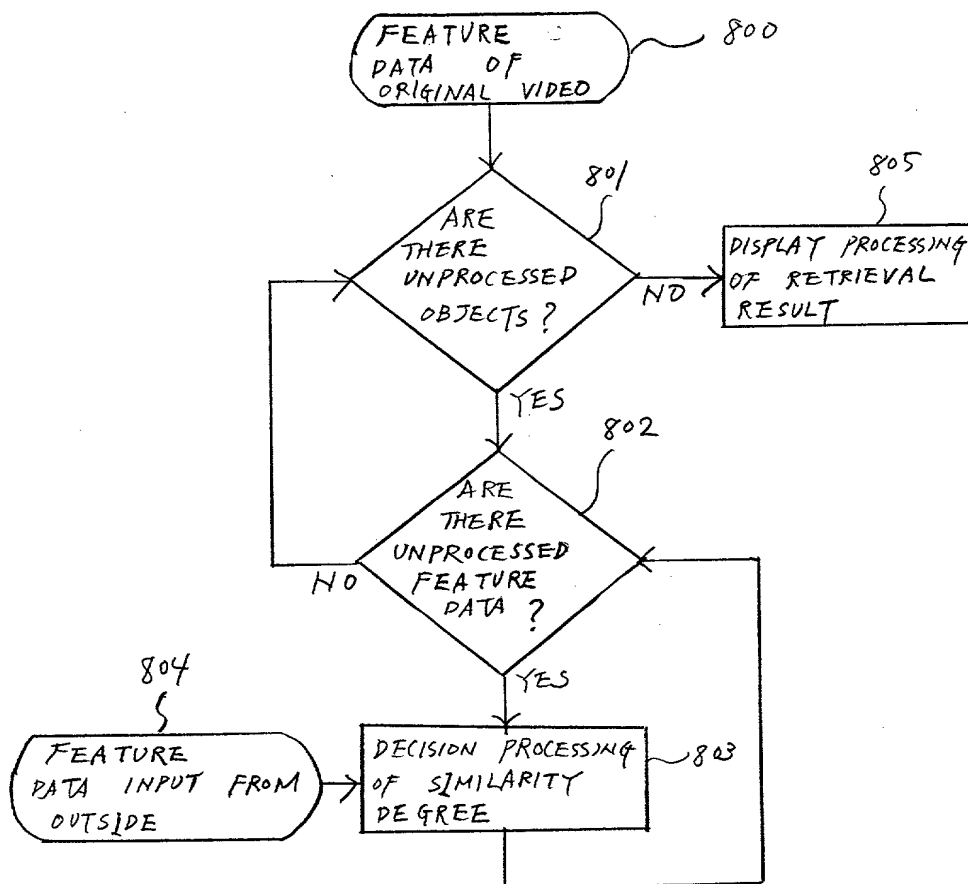 FEATURE
DATA OF
ORIGINAL VIDEO
800
801
ARE
THERE
UNPROCESSED
OBJECTS?
805
DISPLAY PROCESSING
OF RETRIEVAL
RESULT
NO
YES
802
ARE
THERE
UNPROCESSED
FEATURE
DATA ?
NO
YES
804
FEATURE
DATA INPUT FROM
OUTSIDE
DECISION PROCESSING
OF SIMILARITY
DEGREE
803